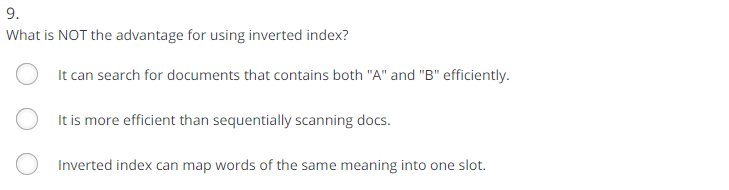 9.
What is NOT the advantage for using inverted index?
It can search for documents that contains both "A" and "B" efficiently.
It is more efficient than sequentially scanning docs.
Inverted index can map words of the same meaning into one slot.